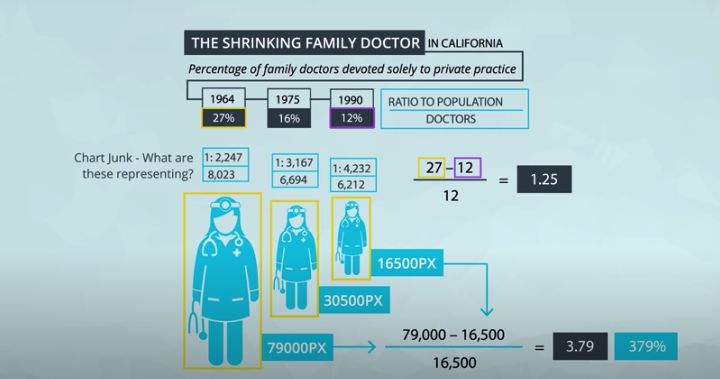 THE SHRINKING FAMILY DOCTOR IN CALIFORNIA
Percentage of family doctors devoted solely to private practice
1964 1975 1990
27% 16% 12%
RATIO TO POPULATION
DOCTORS
Chart Junk - What are
these representing?
1: 2,247
8,023
1: 3,167
6,694
1: 4,232
6,212
27 - 12
12
= 1.25
16500PX
30500PX
79000PX
79,000 – 16,500
16,500
= 3.79 379%